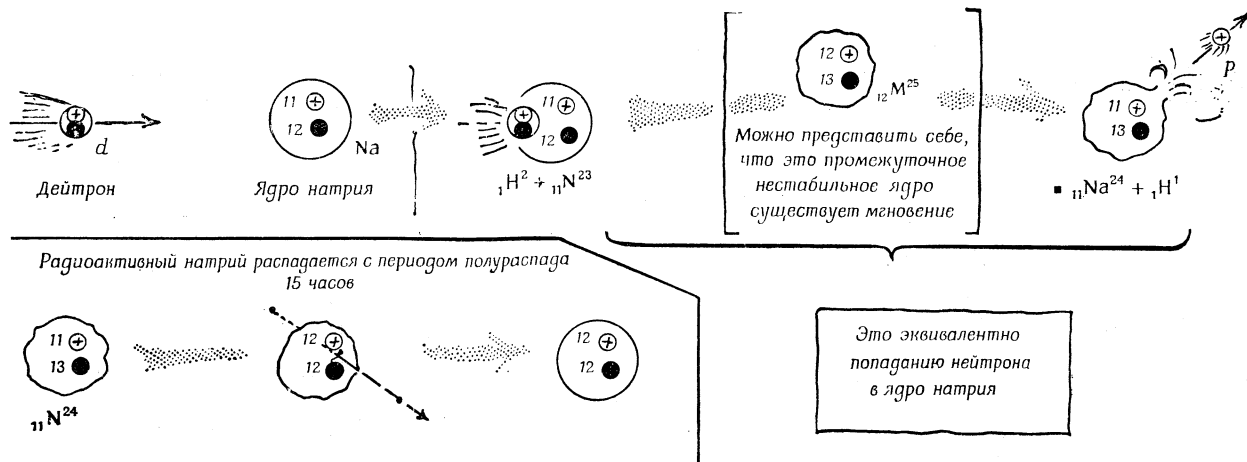 11
12
d
Na
Дейтрон
Ядро натрия
11
12
₁H² + ₁₁N²³
12
13
₁₂M²⁵
Можно представить себе,
что это промежуточное
нестабильное ядро
существует мгновение
p
11
13
₁₁Na²⁴ + ₁H¹
Радиоактивный натрий распадается с периодом полураспада
15 часов
11
13
₁₁N²⁴
12
12
12
12
Это эквивалентно
попаданию нейтрона
в ядро натрия